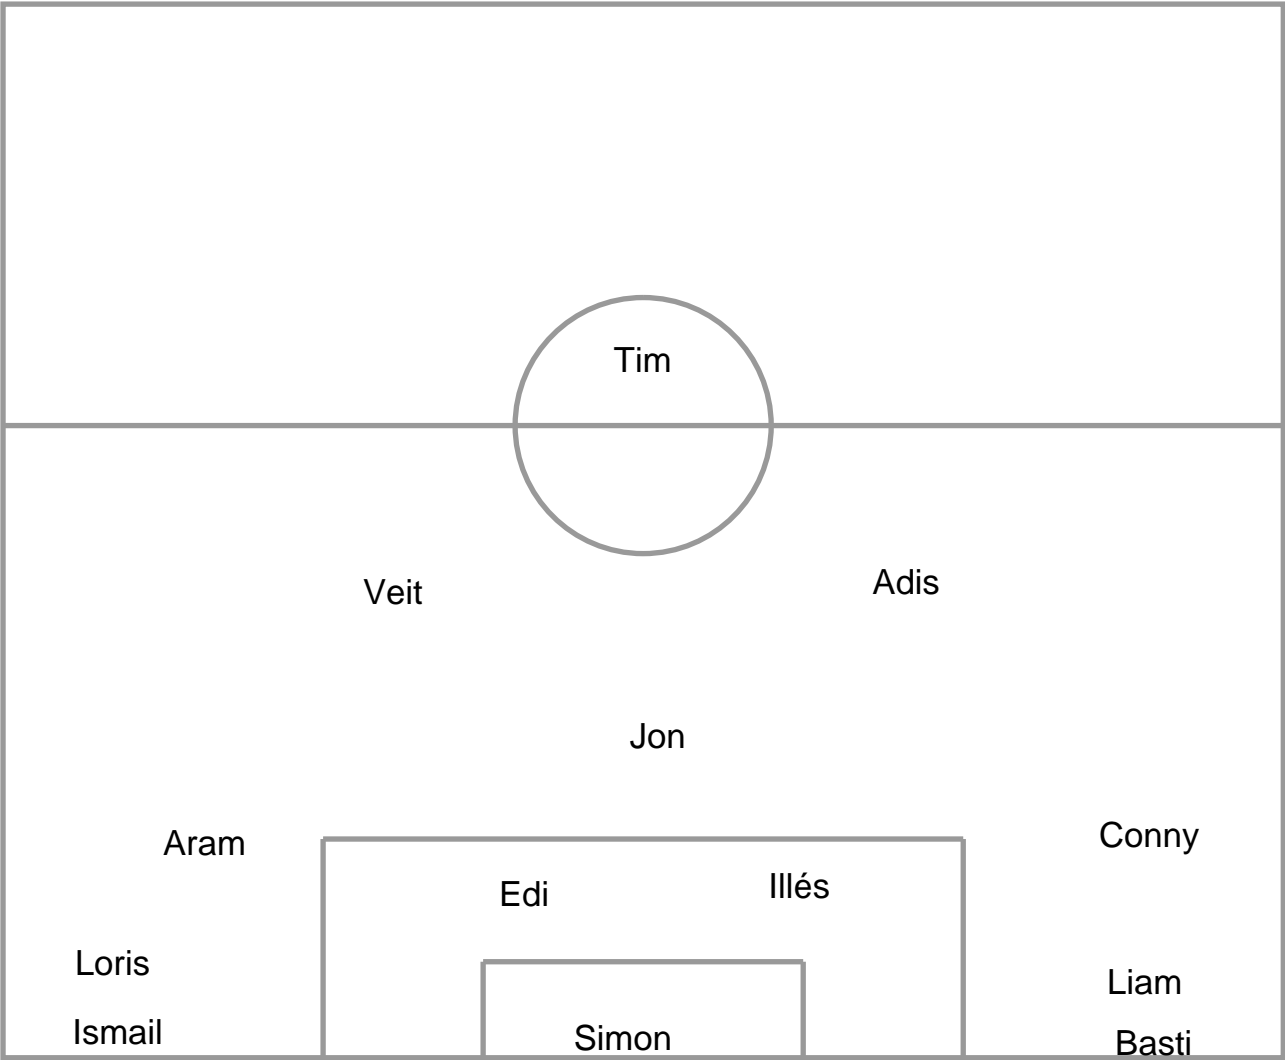 Tim
Veit
Adis
Jon
Aram
Conny
Edi
Illés
Loris
Liam
Ismail
Simon
Basti